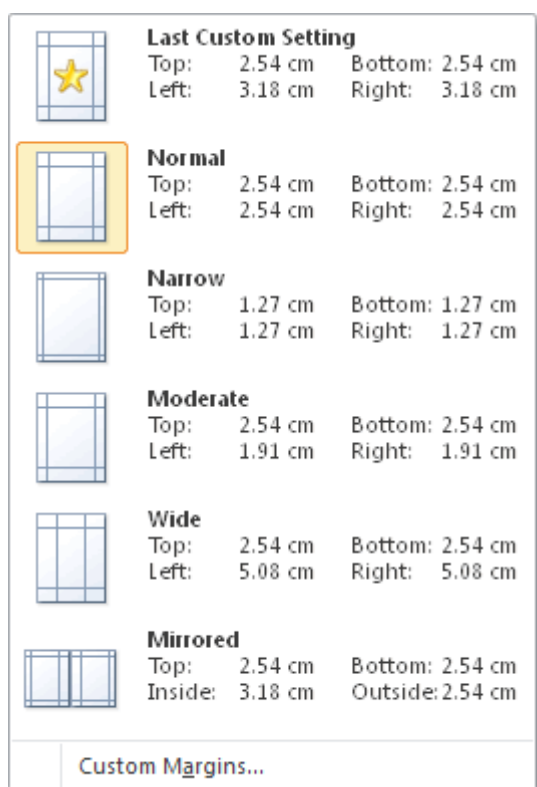 Last Custom Setting
Top: 2.54 cm Bottom: 2.54 cm
Left: 3.18 cm Right: 3.18 cm
Normal
Top: 2.54 cm Bottom: 2.54 cm
Left: 2.54 cm Right: 2.54 cm
Narrow
Top: 1.27 cm Bottom: 1.27 cm
Left: 1.27 cm Right: 1.27 cm
Moderate
Top: 2.54 cm Bottom: 2.54 cm
Left: 1.91 cm Right: 1.91 cm
Wide
Top: 2.54 cm Bottom: 2.54 cm
Left: 5.08 cm Right: 5.08 cm
Mirrored
Top: 2.54 cm Bottom: 2.54 cm
Inside: 3.18 cm Outside: 2.54 cm
Custom Margins...